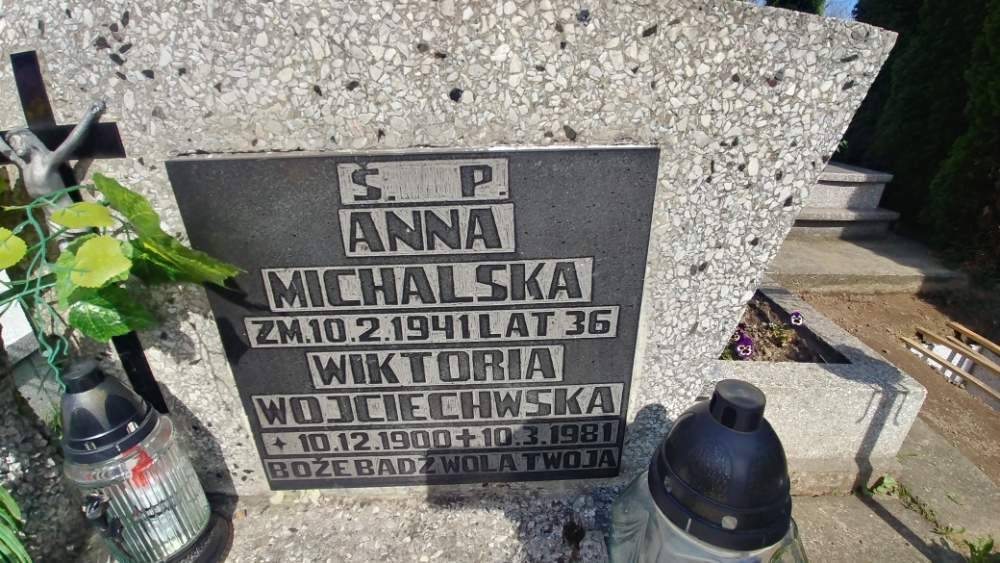 Ś. P.
ANNA
MICHALSKA
ZM.10.2.1941 LAT 36
WIKTORIA
WOJCIECHWSKA
+ 10.12.1900 + 10.3.1981
BOŻE BADŹ WOLA TWOJA